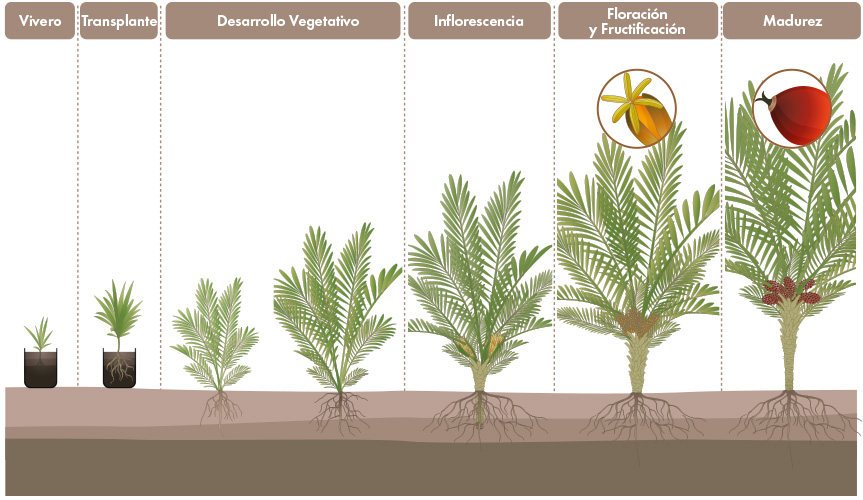 Vivero
Transplante
Desarrollo Vegetativo
Inflorescencia
Floración
y Fructificación
Madurez